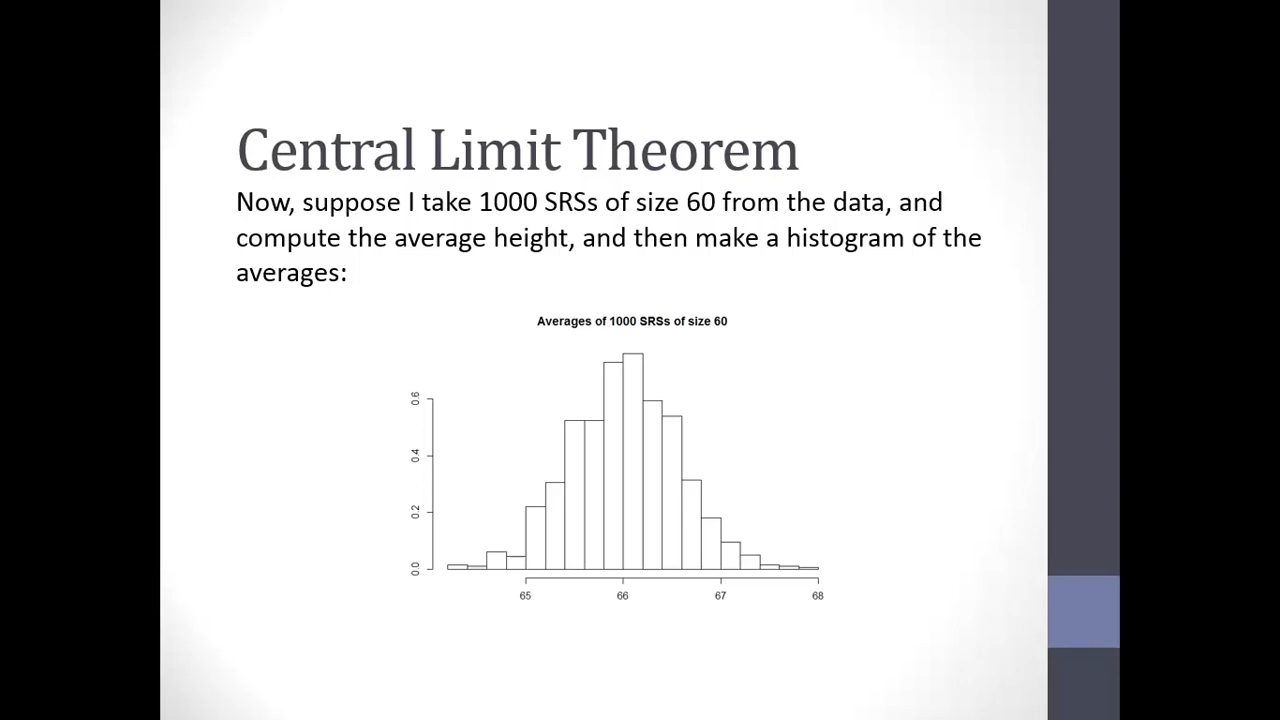 Central Limit Theorem
Now, suppose I take 1000 SRSs of size 60 from the data, and
compute the average height, and then make a histogram of the
averages:
Averages of 1000 SRSs of size 60
0.6
0.4
0.2
0.0
65 66 67 68